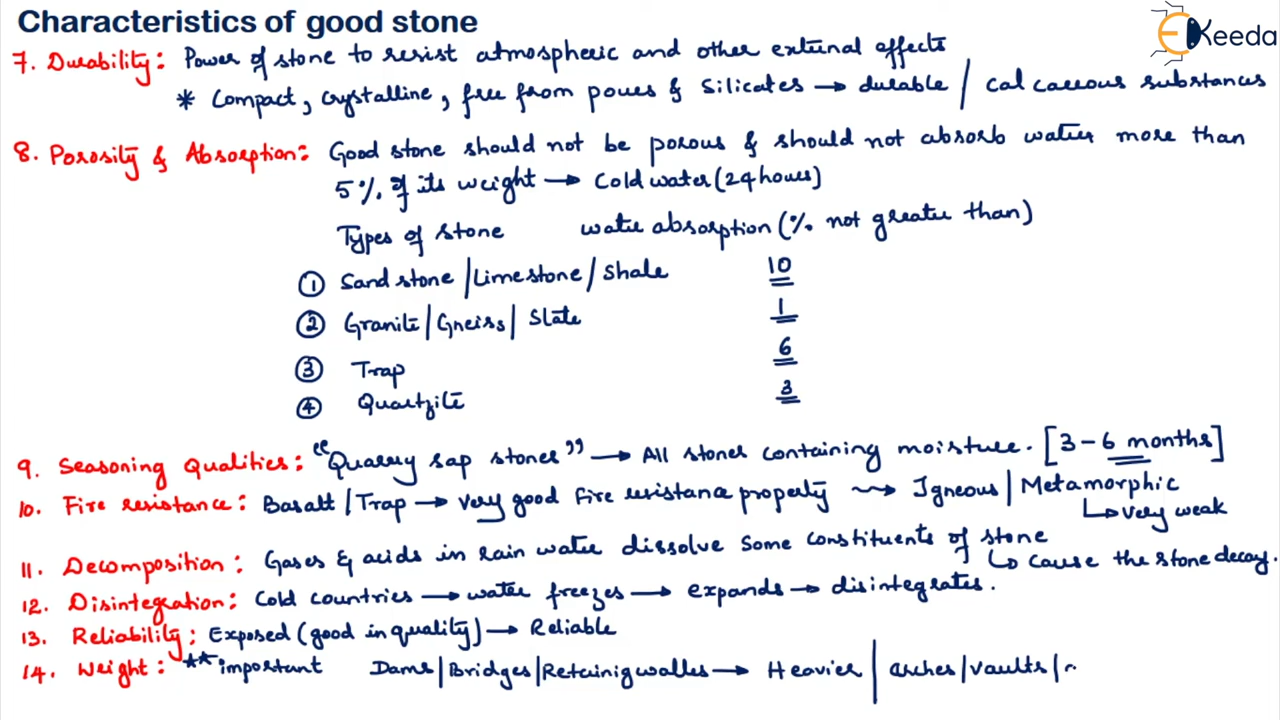 Characteristics of good stone
Keeda
7. Durability: Power of stone to resist atmospheric and other external effects
* Compact, crystalline, free from pores & silicates → durable / calcareous substances
8. Porosity & Absorption: Good stone should not be porous & should not absorb water more than
5% of its weight → cold water (24 hours)
Types of stone water absorption (% not greater than)
① Sand stone / Limestone / Shale 10
② Granite / Gneiss / Slate 1
③ Trap 6
④ Quartzite 3
9. Seasoning Qualities: "Quarry sap stones" → All stones containing moisture. [3-6 months]
10. Fire resistance: Basalt / Trap → very good fire resistance property ⇝ Igneous / Metamorphic
↳ very weak
11. Decomposition: Gases & acids in rain water dissolve some constituents of stone
↳ cause the stone decay.
12. Disintegration: Cold countries → water freezes → expands → disintegrates.
13. Reliability: Exposed (good in quality) → Reliable
14. Weight: ** important Dams / Bridges / Retainig walles → Heavier / arches / vaults /